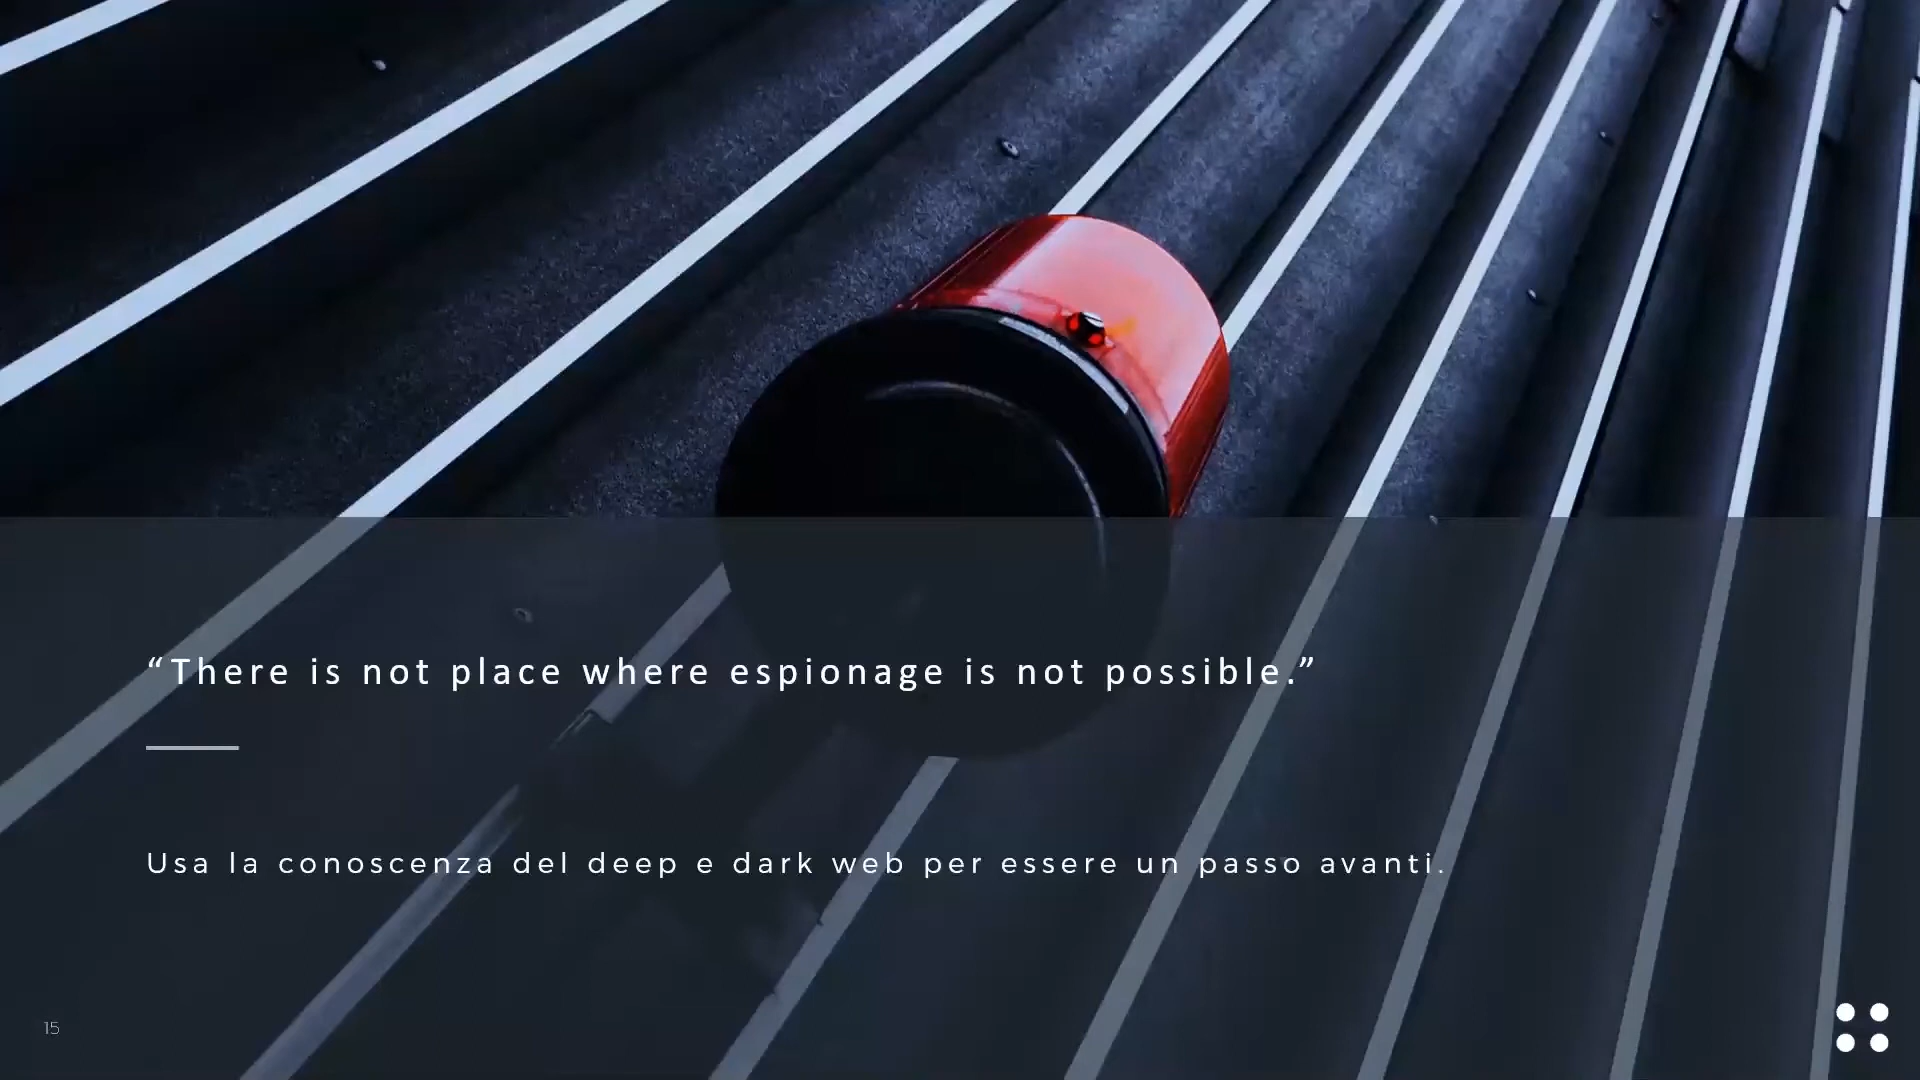 “There is not place where espionage is not possible.”
Usa la conoscenza del deep e dark web per essere un passo avanti.
15